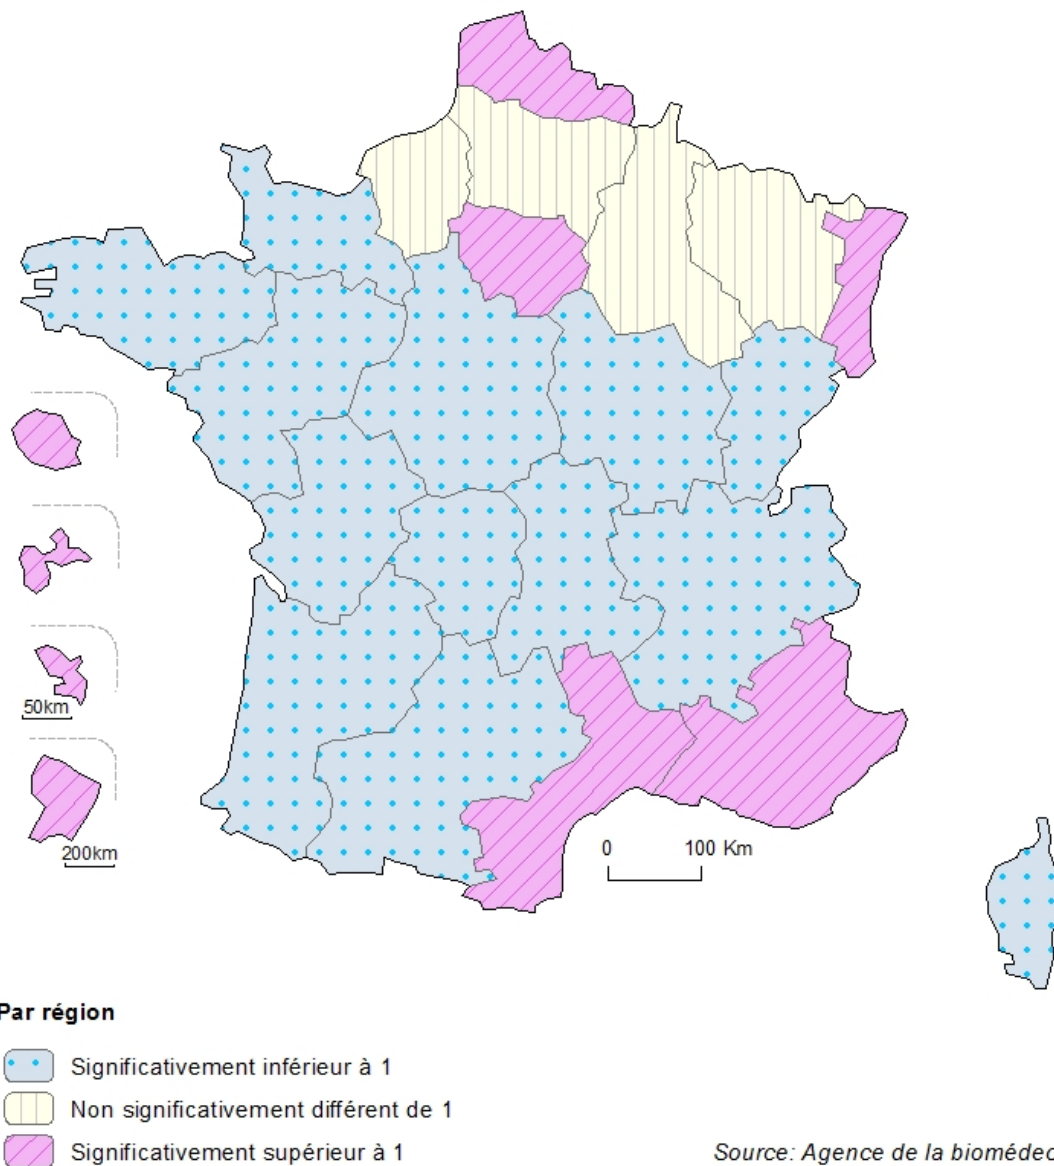 50km
200km
0 100 Km
Par région
Significativement inférieur à 1
Non significativement différent de 1
Significativement supérieur à 1
Source: Agence de la biomédec